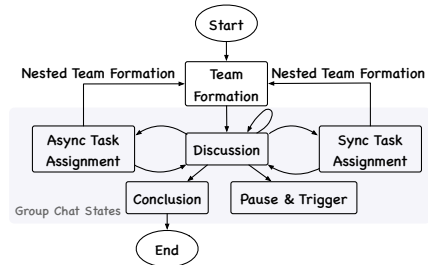 Start
Nested Team Formation
Team
Formation
Nested Team Formation
Async Task
Assignment
Discussion
Sync Task
Assignment
Conclusion
Pause & Trigger
Group Chat States
End